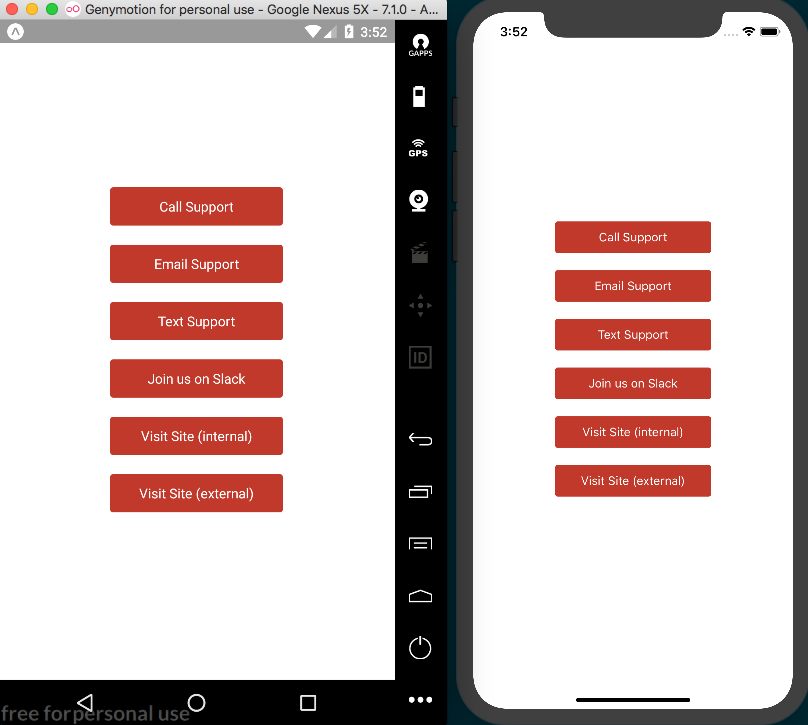 Genymotion for personal use - Google Nexus 5X - 7.1.0 - A...
3:52
GAPPS
GPS
ID
Call Support
Email Support
Text Support
Join us on Slack
Visit Site (internal)
Visit Site (external)
free for personal use
3:52
Call Support
Email Support
Text Support
Join us on Slack
Visit Site (internal)
Visit Site (external)